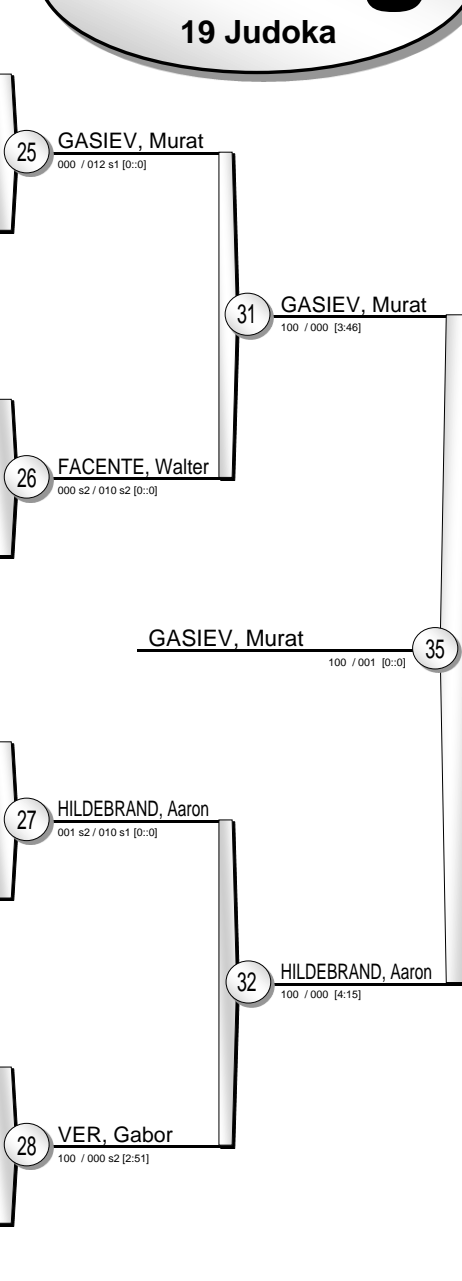 19 Judoka
25
GASIEV, Murat
000 / 012 s1 [0::0]
31
GASIEV, Murat
100 / 000 [3:46]
26
FACENTE, Walter
000 s2 / 010 s2 [0::0]
GASIEV, Murat
35
100 / 001 [0::0]
27
HILDEBRAND, Aaron
001 s2 / 010 s1 [0::0]
32
HILDEBRAND, Aaron
100 / 000 [4:15]
28
VER, Gabor
100 / 000 s2 [2:51]